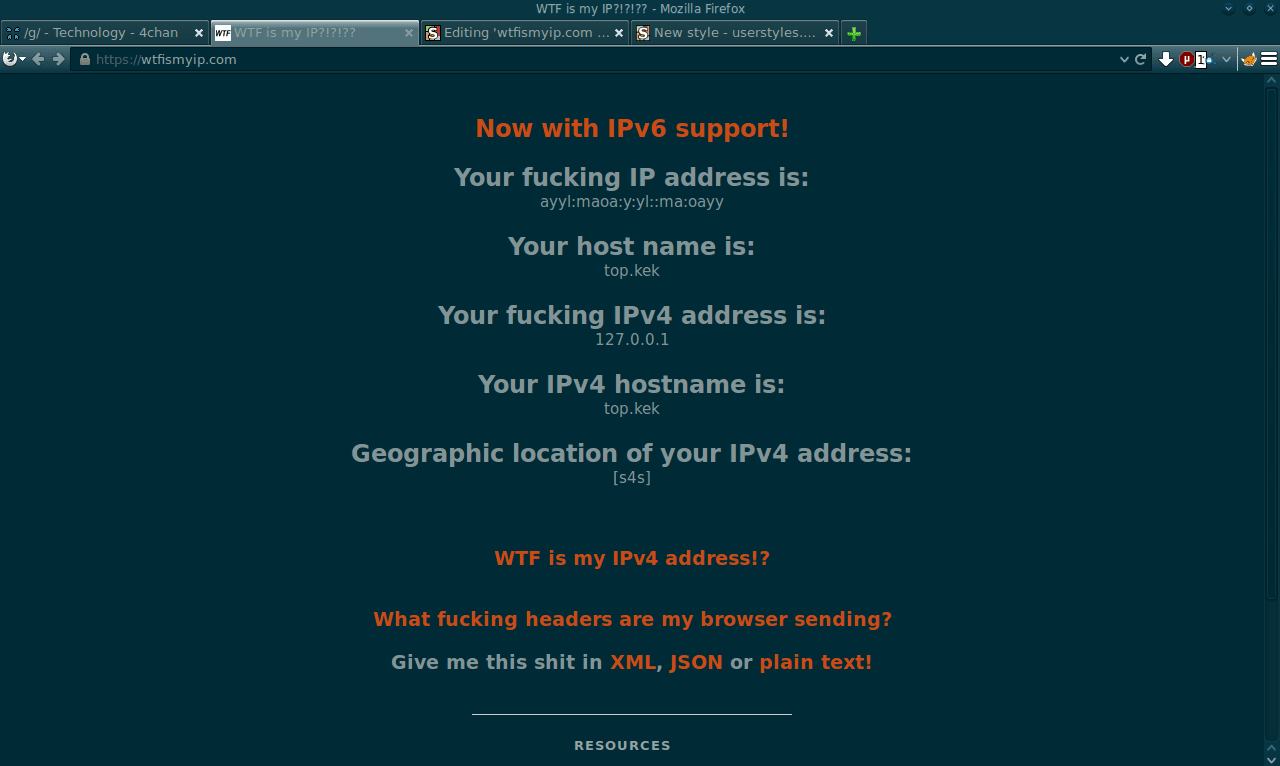 WTF is my IP?!?!?? - Mozilla Firefox
/g/ - Technology - 4chan
WTF WTF is my IP?!?!??
Editing 'wtfismyip.com ...
New style - userstyles....
https://wtfismyip.com
Now with IPv6 support!
Your fucking IP address is:
ayyl:maoa:y:yl::ma:oayy
Your host name is:
top.kek
Your fucking IPv4 address is:
127.0.0.1
Your IPv4 hostname is:
top.kek
Geographic location of your IPv4 address:
[s4s]
WTF is my IPv4 address!?
What fucking headers are my browser sending?
Give me this shit in XML, JSON or plain text!
RESOURCES